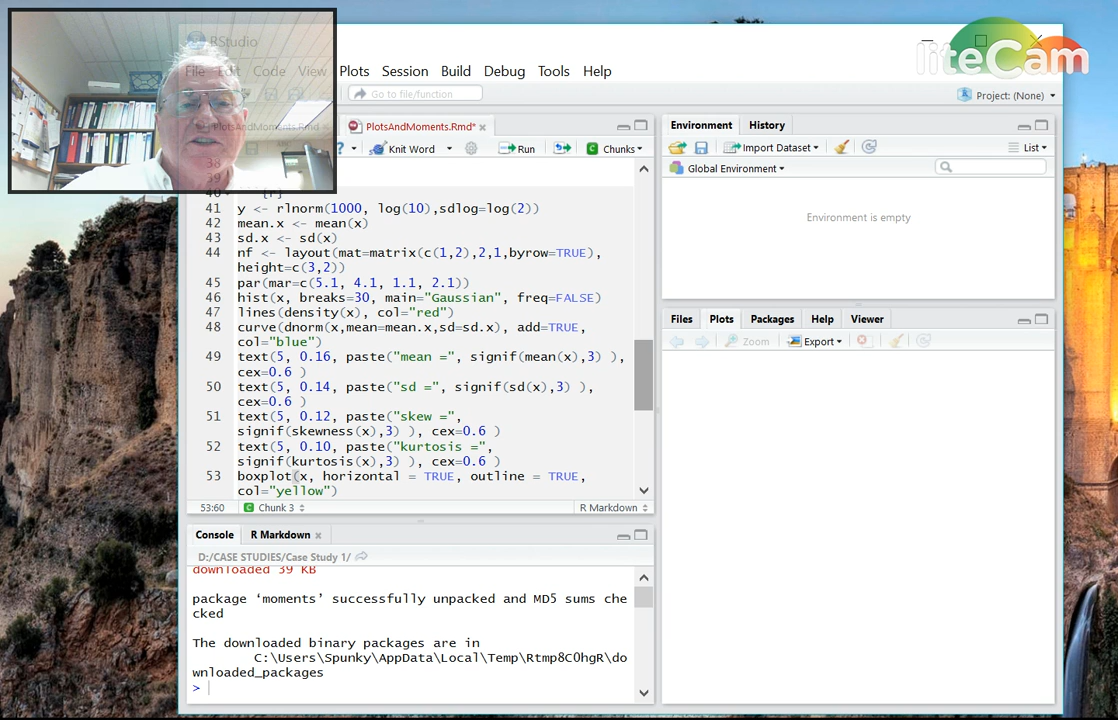 RStudio
liteCam
File Edit Code View Plots Session Build Debug Tools Help
Go to file/function
Project: (None)
PlotsAndMoments.Rmd
PlotsAndMoments.Rmd*
Environment History
? Knit Word Run Chunks
Import Dataset List
Global Environment
Environment is empty
38
39
40 {r}
41 y <- rlnorm(1000, log(10),sdlog=log(2))
42 mean.x <- mean(x)
43 sd.x <- sd(x)
44 nf <- layout(mat=matrix(c(1,2),2,1,byrow=TRUE),
height=c(3,2))
45 par(mar=c(5.1, 4.1, 1.1, 2.1))
46 hist(x, breaks=30, main="Gaussian", freq=FALSE)
47 lines(density(x), col="red")
48 curve(dnorm(x,mean=mean.x,sd=sd.x), add=TRUE,
col="blue")
49 text(5, 0.16, paste("mean =", signif(mean(x),3) ),
cex=0.6 )
50 text(5, 0.14, paste("sd =", signif(sd(x),3) ),
cex=0.6 )
51 text(5, 0.12, paste("skew =",
signif(skewness(x),3) ), cex=0.6 )
52 text(5, 0.10, paste("kurtosis =",
signif(kurtosis(x),3) ), cex=0.6 )
53 boxplot(x, horizontal = TRUE, outline = TRUE,
col="yellow")
53:60 Chunk 3 R Markdown
Files Plots Packages Help Viewer
Zoom Export
Console R Markdown
D:/CASE STUDIES/Case Study 1/
downloaded 39 KB
package ‘moments’ successfully unpacked and MD5 sums che
cked
The downloaded binary packages are in
C:\Users\Spunky\AppData\Local\Temp\Rtmp8C0hgR\do
wnloaded_packages
>